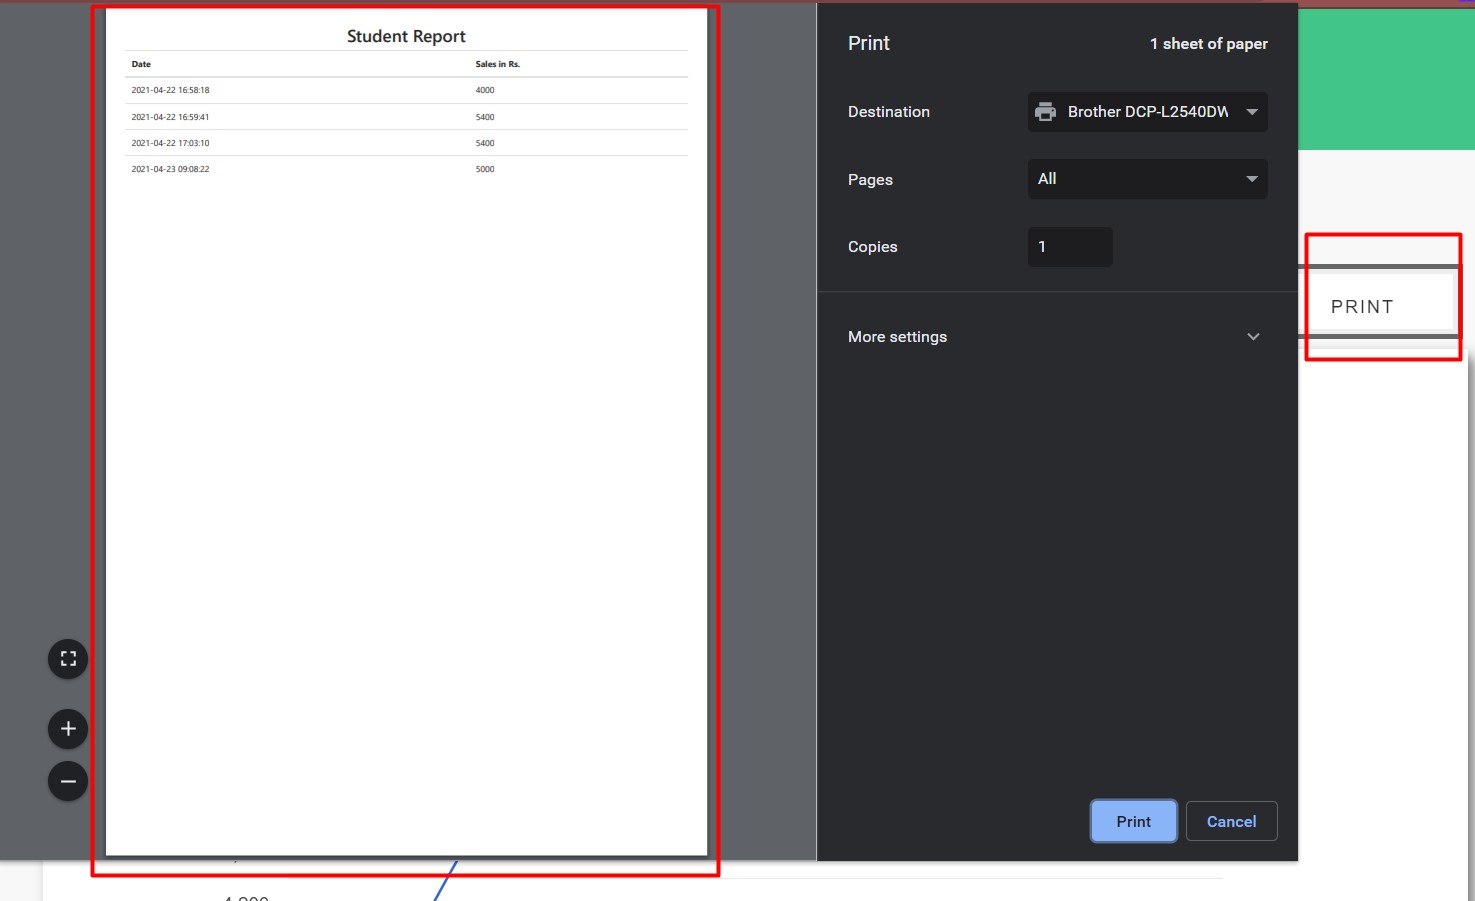 Student Report
Date Sales in Rs.
2021-04-22 16:58:18 4000
2021-04-22 16:59:41 5400
2021-04-22 17:03:10 5400
2021-04-23 09:08:22 5000
Print 1 sheet of paper
Destination Brother DCP-L2540DW
Pages All
Copies 1
More settings
Print Cancel
PRINT